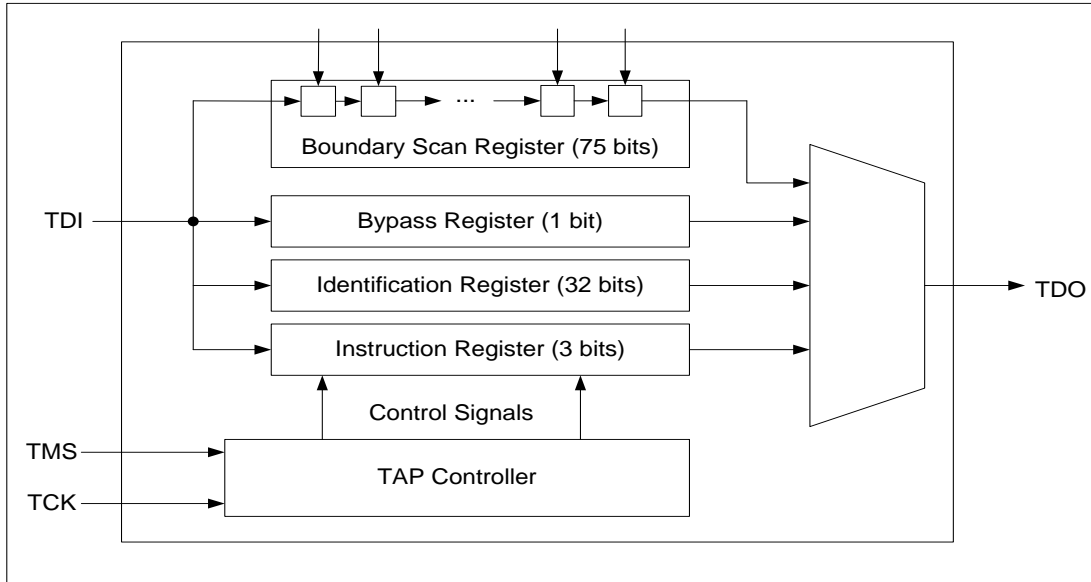 ...
Boundary Scan Register (75 bits)
TDI
Bypass Register (1 bit)
Identification Register (32 bits)
TDO
Instruction Register (3 bits)
Control Signals
TMS
TAP Controller
TCK